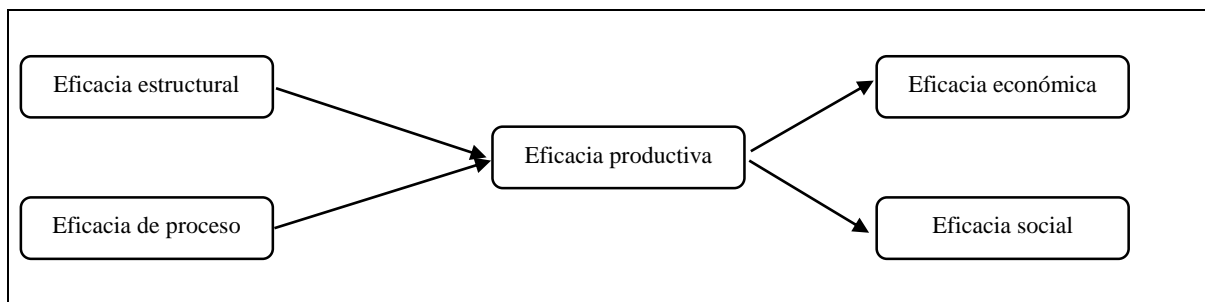 Eficacia estructural
Eficacia económica
Eficacia productiva
Eficacia de proceso
Eficacia social